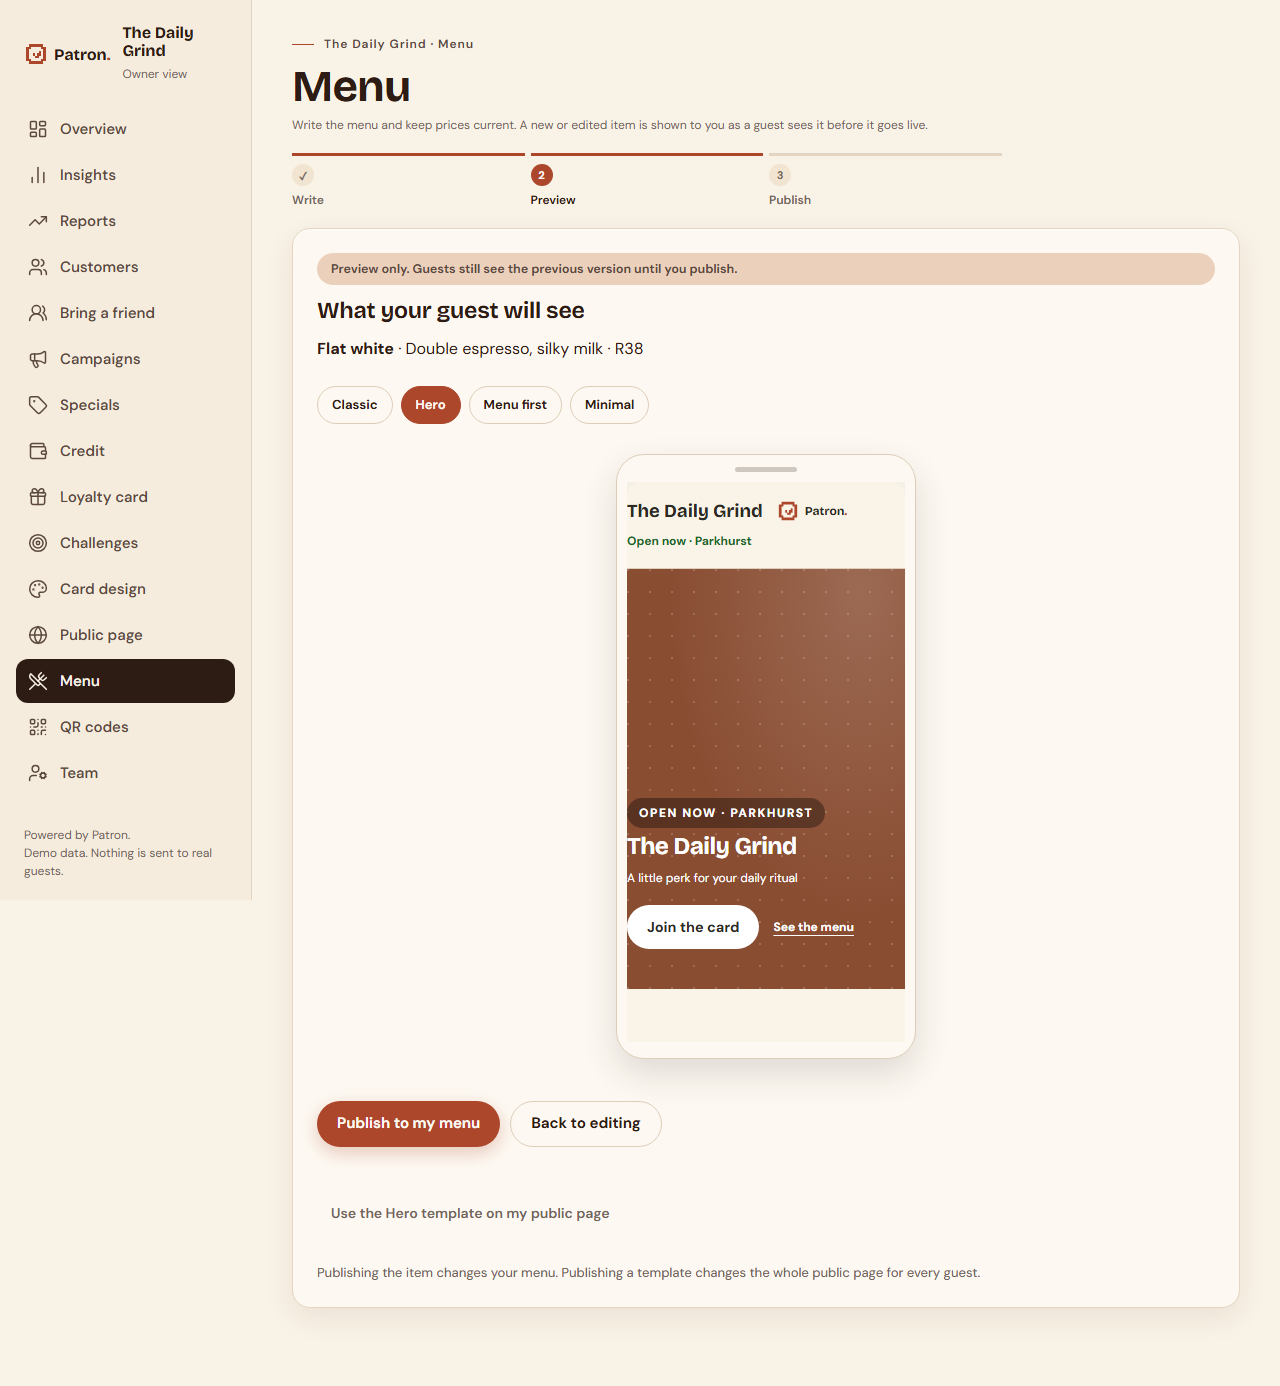 Patron.
The Daily
Grind
Owner view
Overview
Insights
Reports
Customers
Bring a friend
Campaigns
Specials
Credit
Loyalty card
Challenges
Card design
Public page
Menu
QR codes
Team
Powered by Patron.
Demo data. Nothing is sent to real
guests.
The Daily Grind · Menu
Menu
Write the menu and keep prices current. A new or edited item is shown to you as a guest sees it before it goes live.
✓
Write
2
Preview
3
Publish
Preview only. Guests still see the previous version until you publish.
What your guest will see
Flat white · Double espresso, silky milk · R38
Classic
Hero
Menu first
Minimal
The Daily Grind
Patron.
Open now · Parkhurst
OPEN NOW · PARKHURST
The Daily Grind
A little perk for your daily ritual
Join the card
See the menu
Publish to my menu
Back to editing
Use the Hero template on my public page
Publishing the item changes your menu. Publishing a template changes the whole public page for every guest.